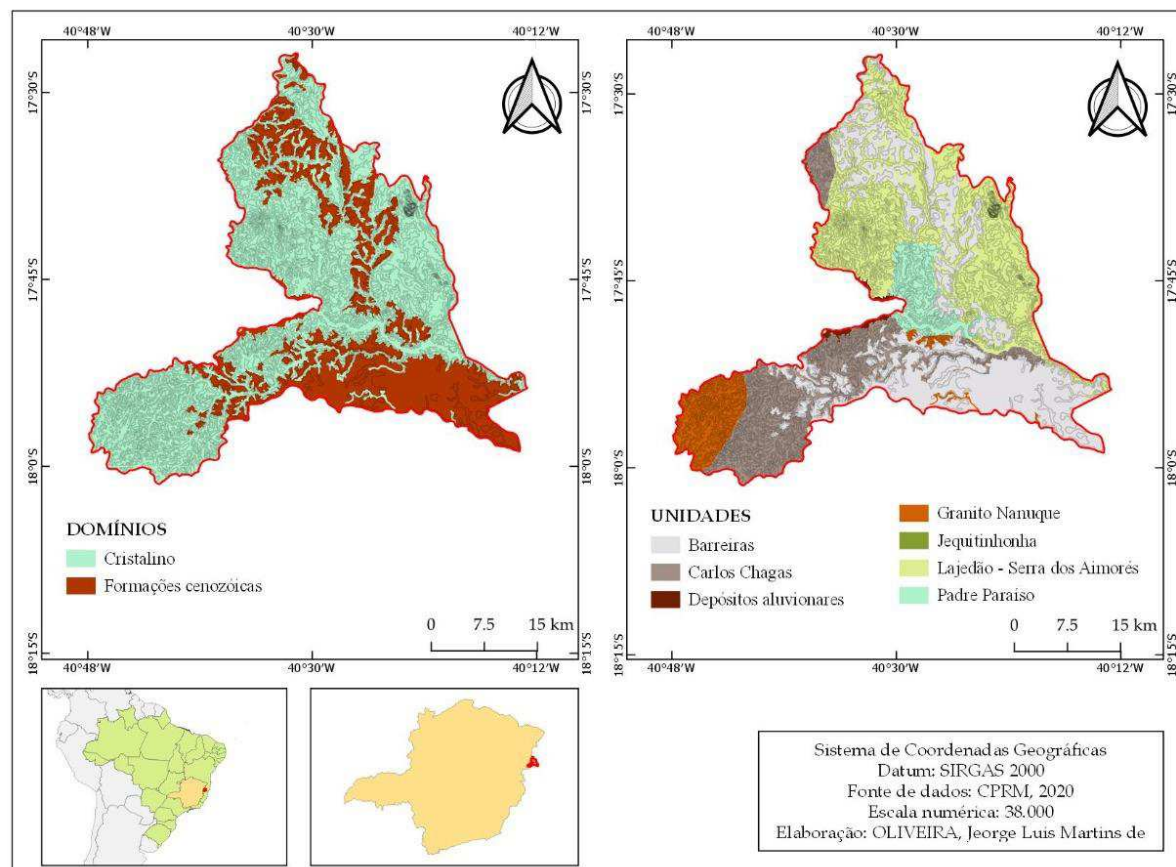 40°48'W 40°30'W 40°12'W
17°30'S 17°30'S
17°45'S 17°45'S
18°0'S 18°0'S
18°15'S 18°15'S
DOMÍNIOS
Cristalino
Formações cenozóicas
0 7.5 15 km
40°48'W 40°30'W 40°12'W
40°48'W 40°30'W 40°12'W
17°30'S 17°30'S
17°45'S 17°45'S
18°0'S 18°0'S
18°15'S 18°15'S
UNIDADES
Barreiras
Carlos Chagas
Depósitos aluvionares
Granito Nanuque
Jequitinhonha
Lajedão - Serra dos Aimorés
Padre Paraíso
0 7.5 15 km
40°48'W 40°30'W 40°12'W
Sistema de Coordenadas Geográficas
Datum: SIRGAS 2000
Fonte de dados: CPRM, 2020
Escala numérica: 38.000
Elaboração: OLIVEIRA, Jeorge Luis Martins de